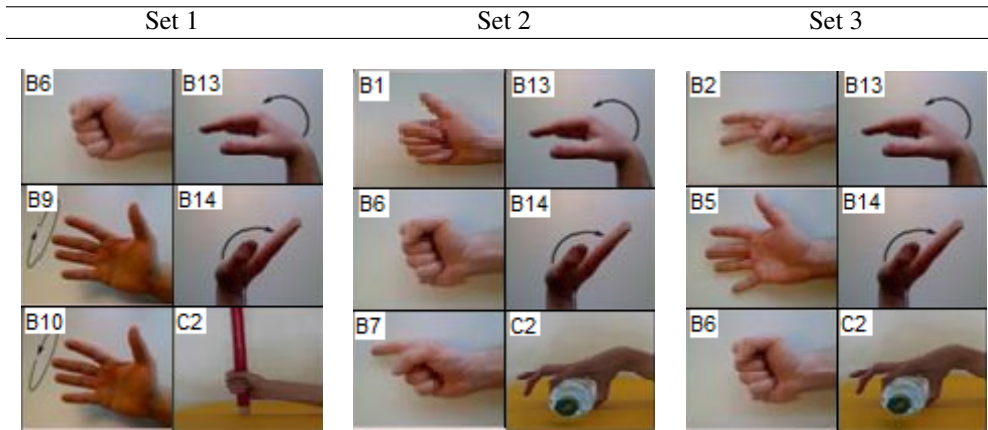 Set 1 Set 2 Set 3
B6 B13 B1 B13 B2 B13
B9 B14 B6 B14 B5 B14
B10 C2 B7 C2 B6 C2